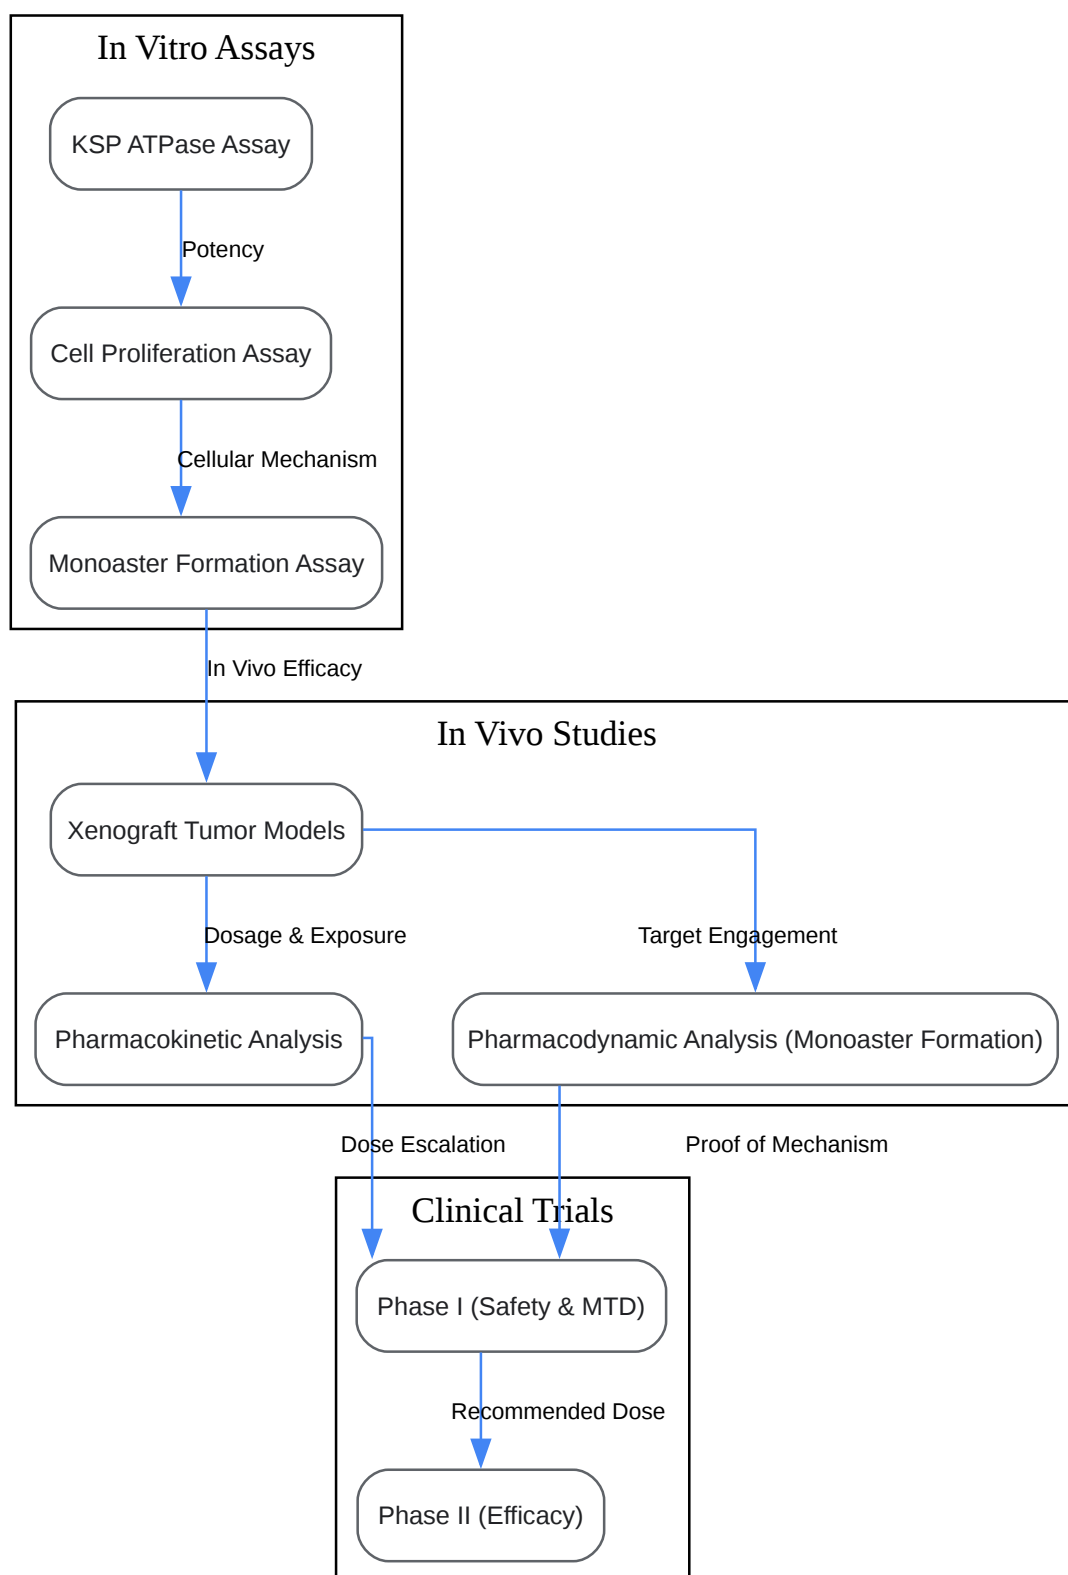 In Vitro Assays
KSP ATPase Assay
Potency
Cell Proliferation Assay
Cellular Mechanism
Monoaster Formation Assay
In Vivo Efficacy
In Vivo Studies
Xenograft Tumor Models
Dosage & Exposure
Target Engagement
Pharmacokinetic Analysis
Pharmacodynamic Analysis (Monoaster Formation)
Dose Escalation
Proof of Mechanism
Clinical Trials
Phase I (Safety & MTD)
Recommended Dose
Phase II (Efficacy)